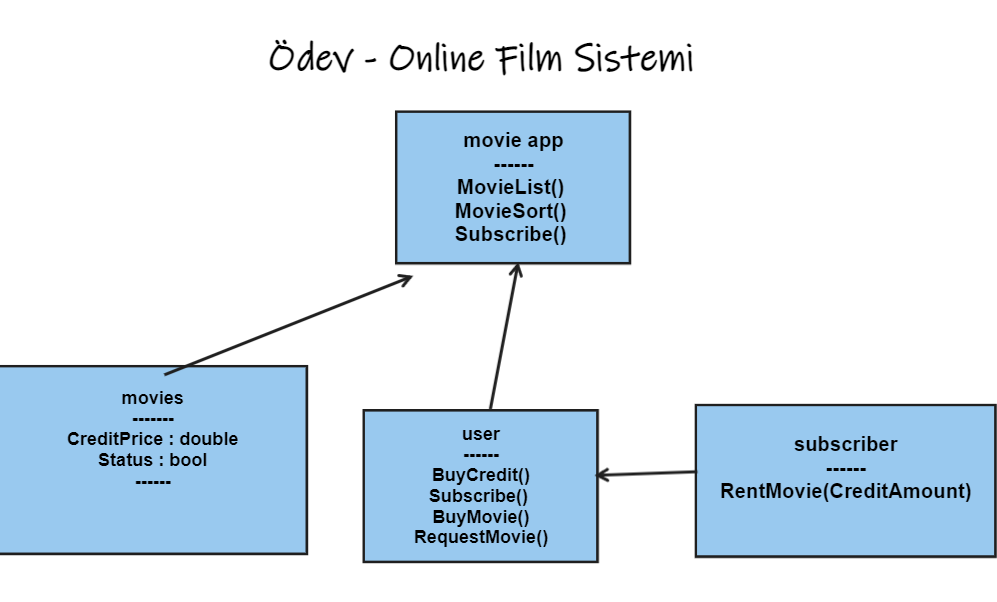 Ödev - Online Film Sistemi
movie app
------
MovieList()
MovieSort()
Subscribe()
movies
-------
CreditPrice : double
Status : bool
------
user
------
BuyCredit()
Subscribe()
BuyMovie()
RequestMovie()
subscriber
------
RentMovie(CreditAmount)